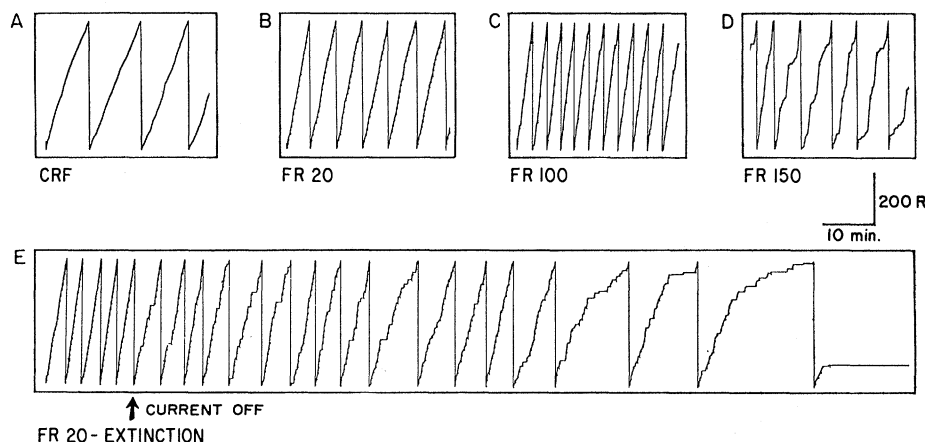 A
B
C
D
CRF
FR 20
FR 100
FR 150
200 R
10 min.
E
CURRENT OFF
FR 20 - EXTINCTION